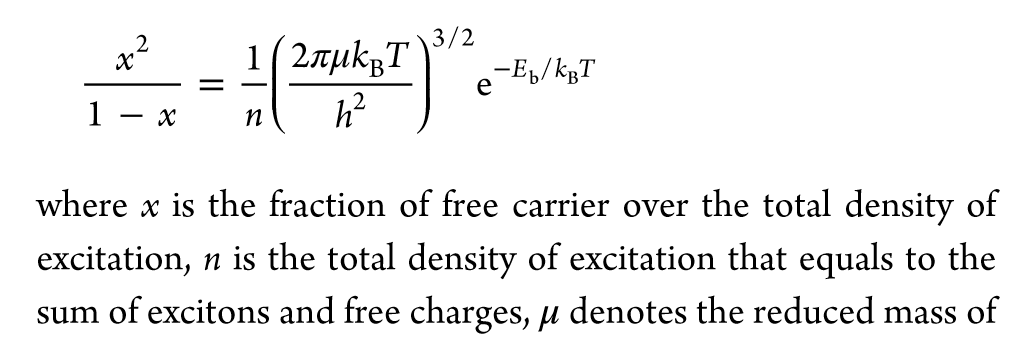 x²/(1 − x) = (1/n)(2πμk_BT/h²)^{3/2} e^{−E_b/k_BT}
where x is the fraction of free carrier over the total density of
excitation, n is the total density of excitation that equals to the
sum of excitons and free charges, μ denotes the reduced mass of